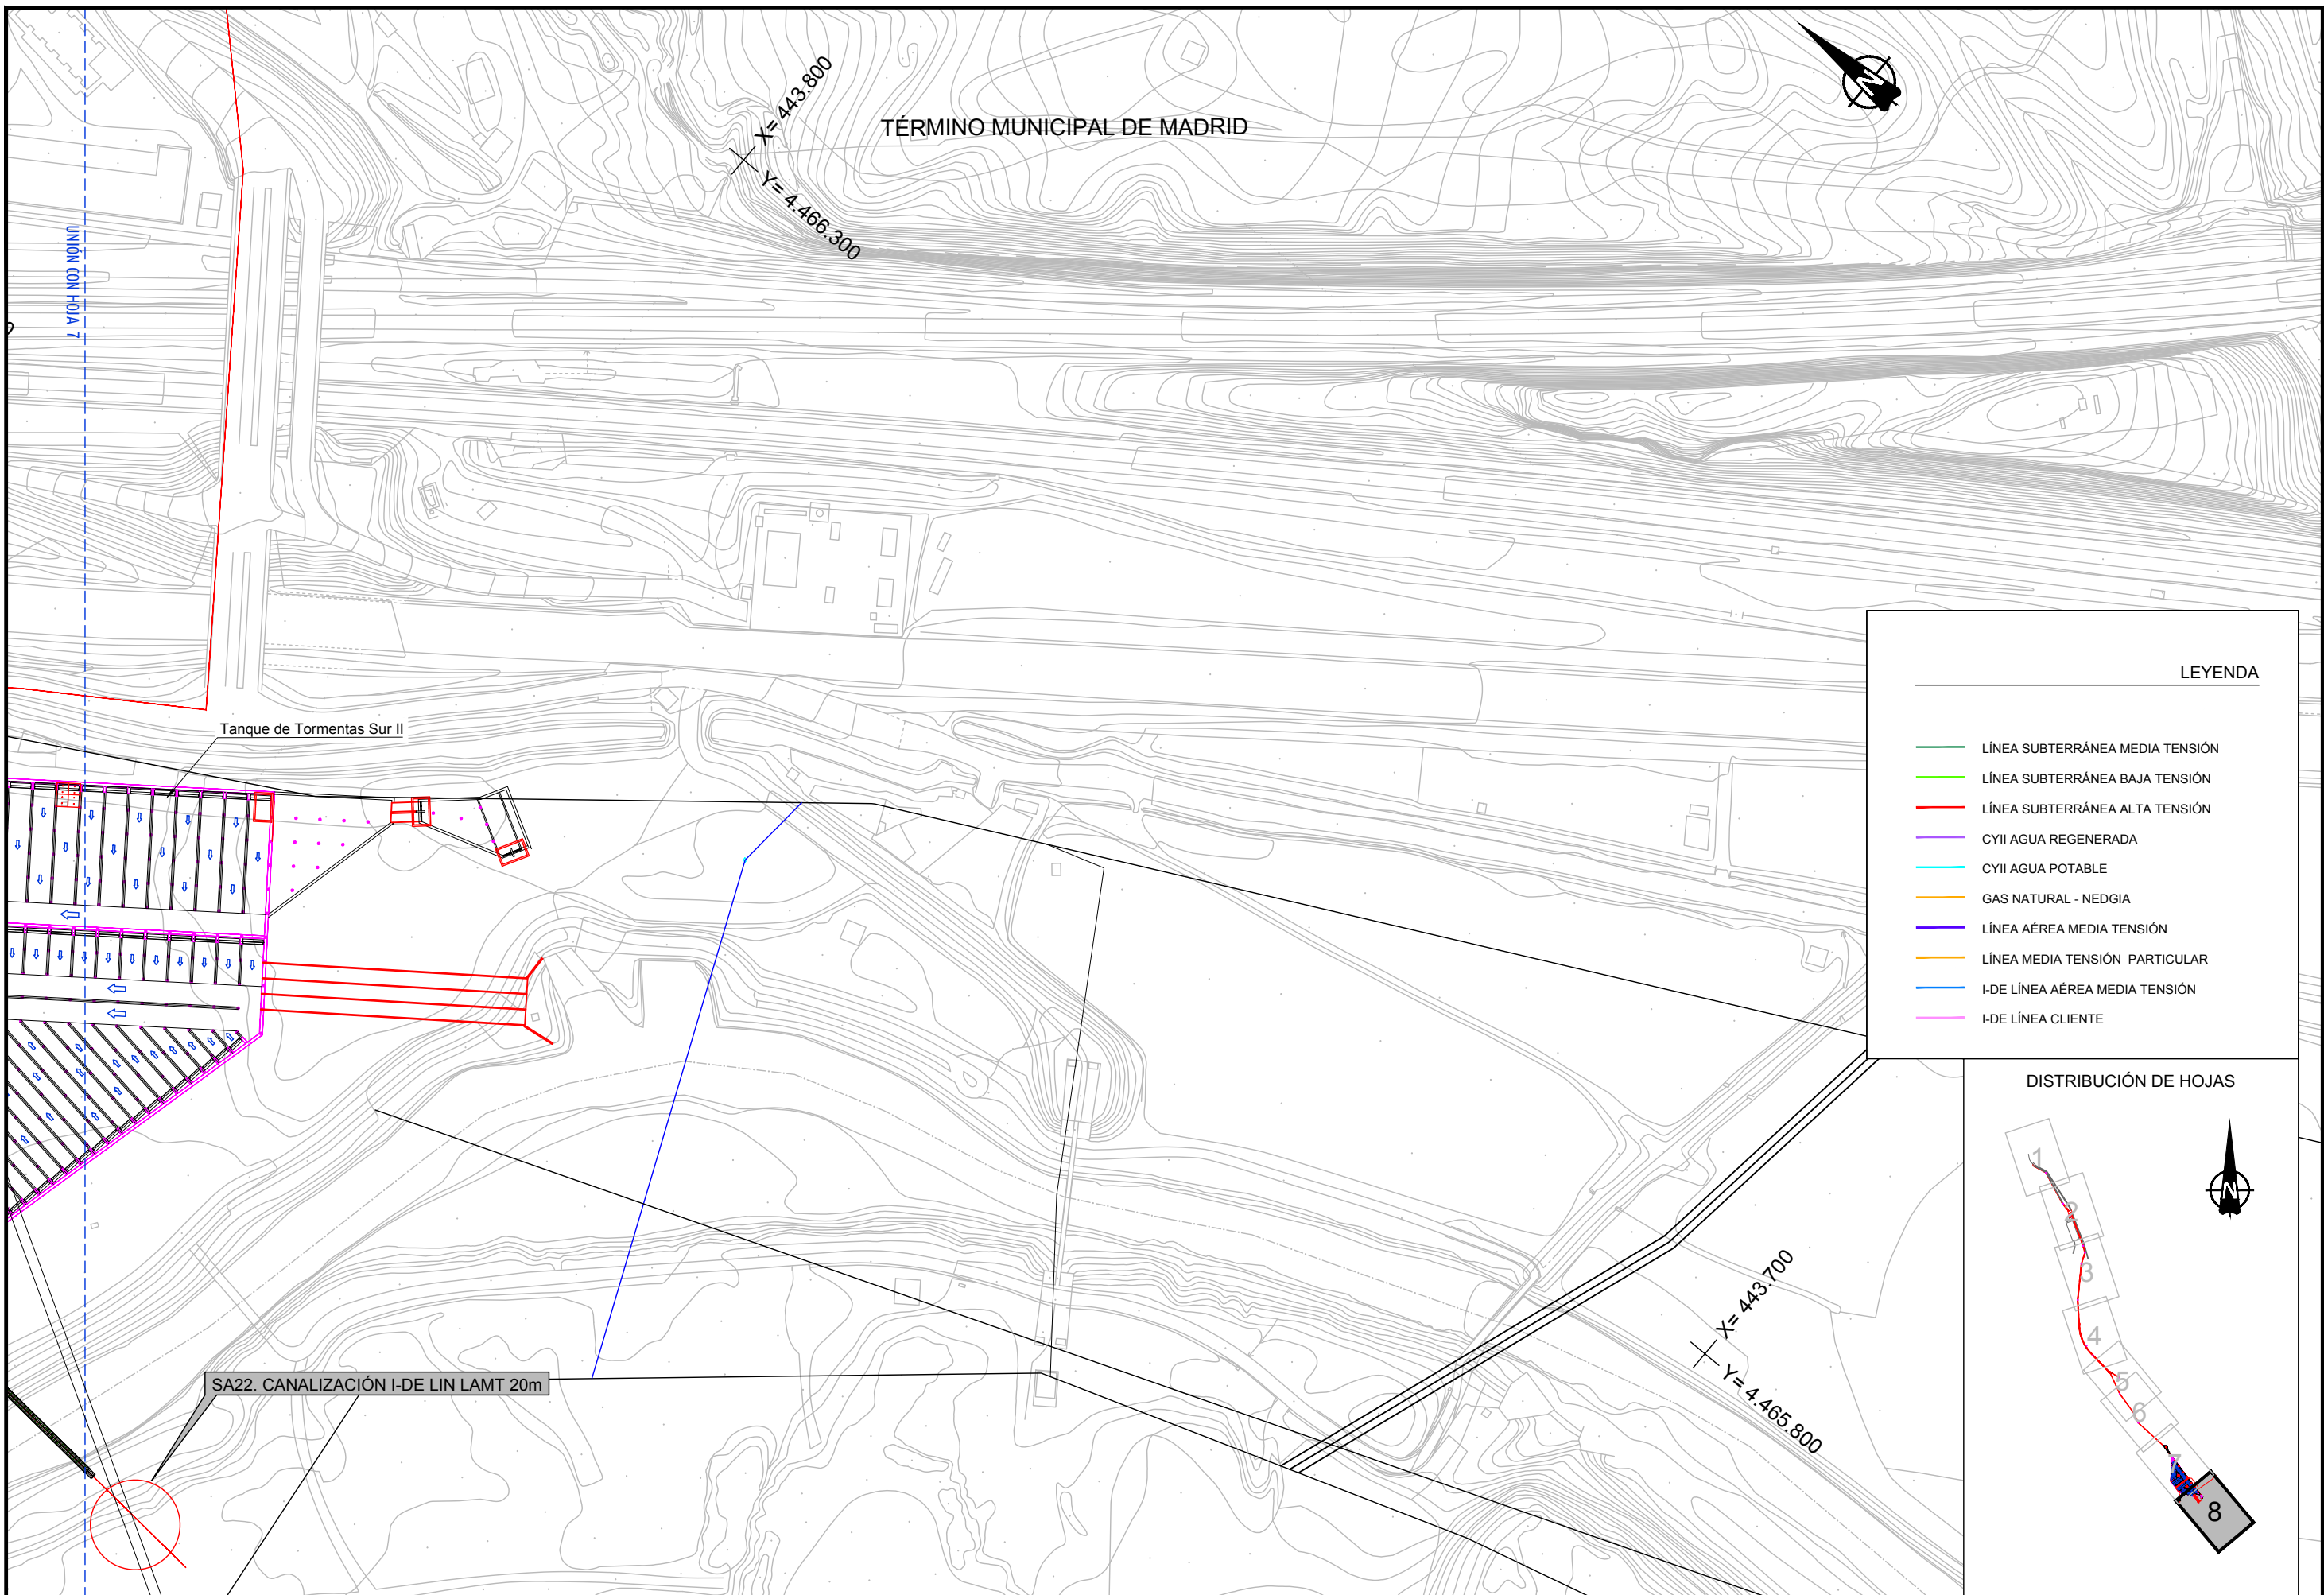 X= 443.800
Y= 4.466.300
TÉRMINO MUNICIPAL DE MADRID
N
UNIÓN CON HOJA 7
Tanque de Tormentas Sur II
SA22. CANALIZACIÓN I-DE LIN LAMT 20m
X= 443.700
Y= 4.465.800
LEYENDA
LÍNEA SUBTERRÁNEA MEDIA TENSIÓN
LÍNEA SUBTERRÁNEA BAJA TENSIÓN
LÍNEA SUBTERRÁNEA ALTA TENSIÓN
CYII AGUA REGENERADA
CYII AGUA POTABLE
GAS NATURAL - NEDGIA
LÍNEA AÉREA MEDIA TENSIÓN
LÍNEA MEDIA TENSIÓN PARTICULAR
I-DE LÍNEA AÉREA MEDIA TENSIÓN
I-DE LÍNEA CLIENTE
DISTRIBUCIÓN DE HOJAS
N
1
2
3
4
5
6
7
8